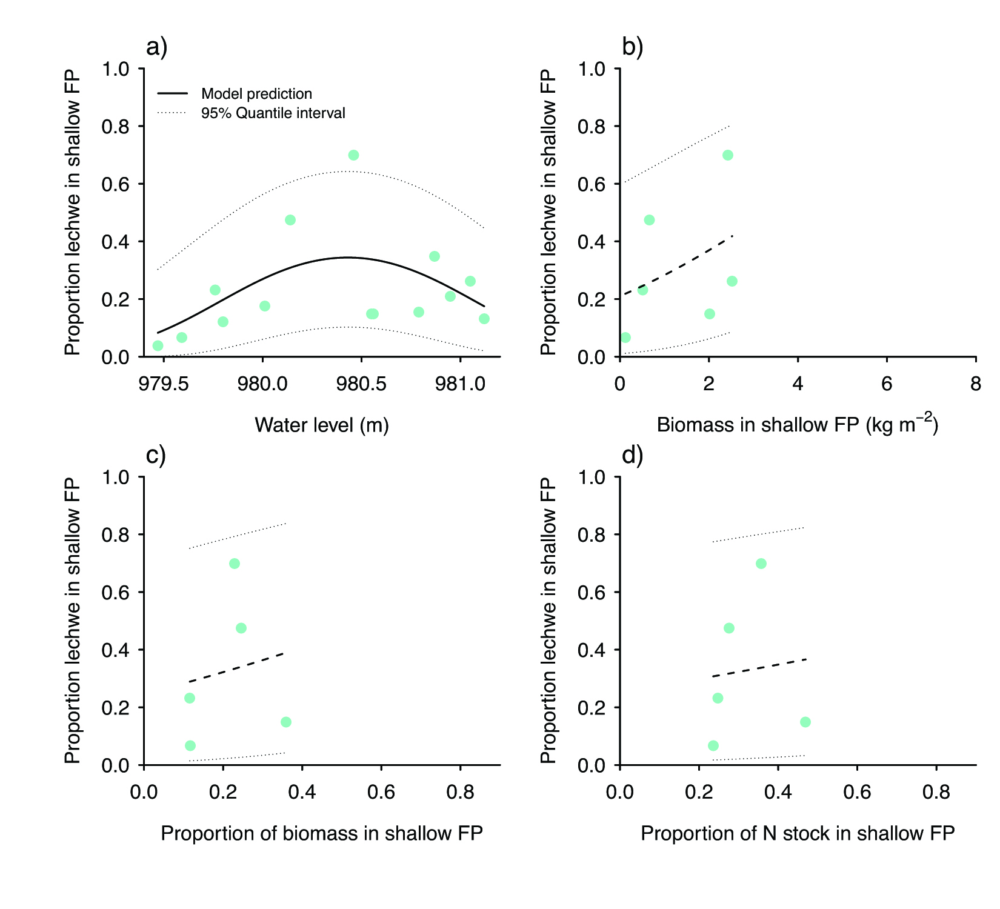 a)
Proportion lechwe in shallow FP
1.0
0.8
0.6
0.4
0.2
0.0
Model prediction
95% Quantile interval
979.5 980.0 980.5 981.0
Water level (m)
b)
Proportion lechwe in shallow FP
1.0
0.8
0.6
0.4
0.2
0.0
0 2 4 6 8
Biomass in shallow FP (kg m⁻²)
c)
Proportion lechwe in shallow FP
1.0
0.8
0.6
0.4
0.2
0.0
0.0 0.2 0.4 0.6 0.8
Proportion of biomass in shallow FP
d)
Proportion lechwe in shallow FP
1.0
0.8
0.6
0.4
0.2
0.0
0.0 0.2 0.4 0.6 0.8
Proportion of N stock in shallow FP